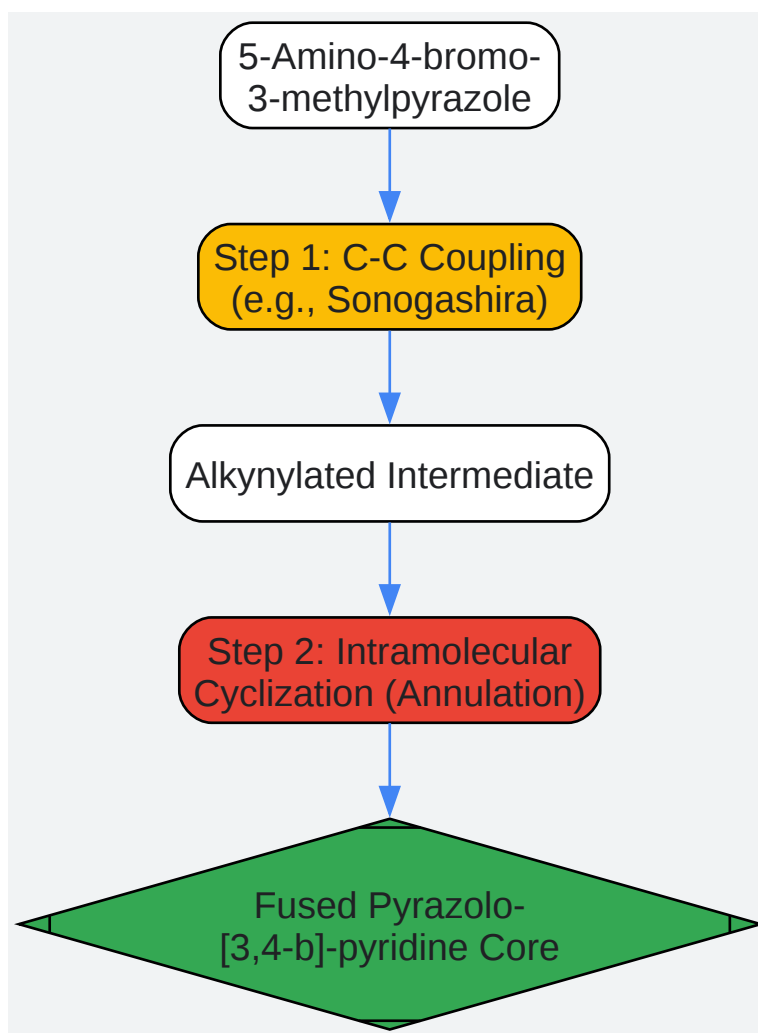 5-Amino-4-bromo-
3-methylpyrazole
Step 1: C-C Coupling
(e.g., Sonogashira)
Alkynylated Intermediate
Step 2: Intramolecular
Cyclization (Annulation)
Fused Pyrazolo-
[3,4-b]-pyridine Core